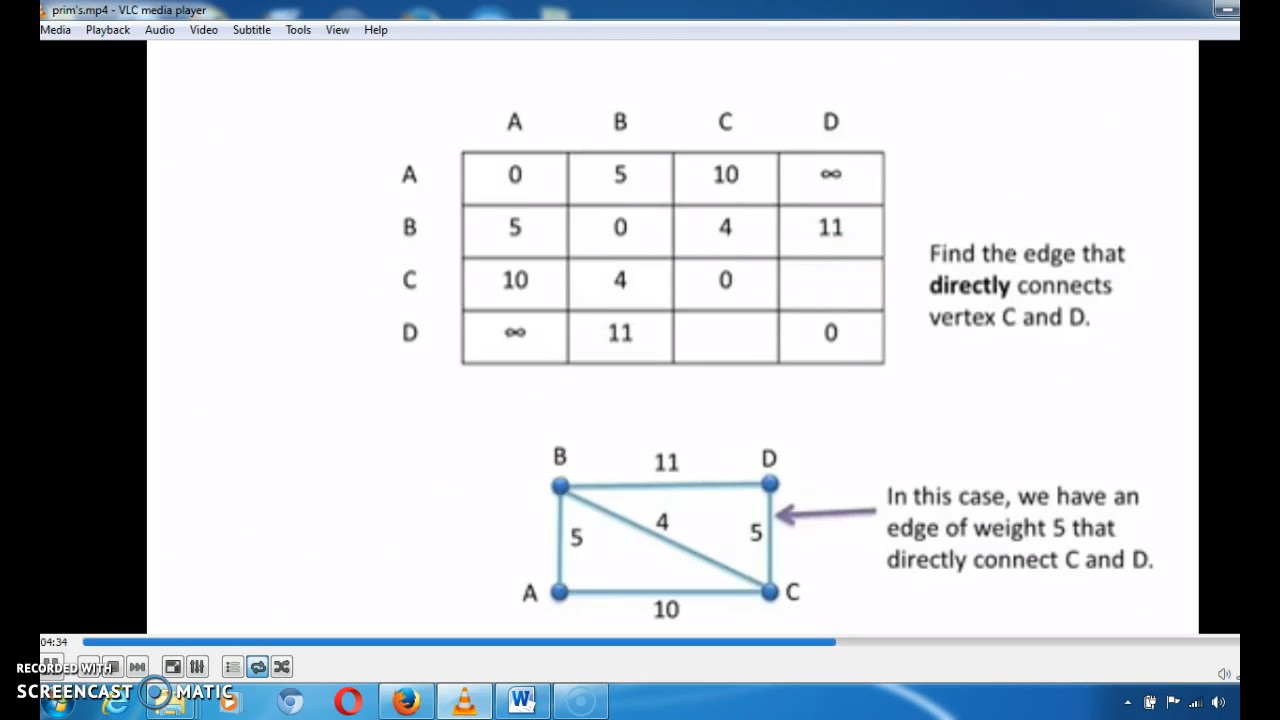 prim's.mp4 - VLC media player
Media Playback Audio Video Subtitle Tools View Help
A B C D
A 0 5 10 ∞
B 5 0 4 11
C 10 4 0
D ∞ 11 0
Find the edge that
directly connects
vertex C and D.
B 11 D
4
5
5
A
10
C
In this case, we have an
edge of weight 5 that
directly connect C and D.
04:34
RECORDED WITH
SCREENCAST MATIC
W